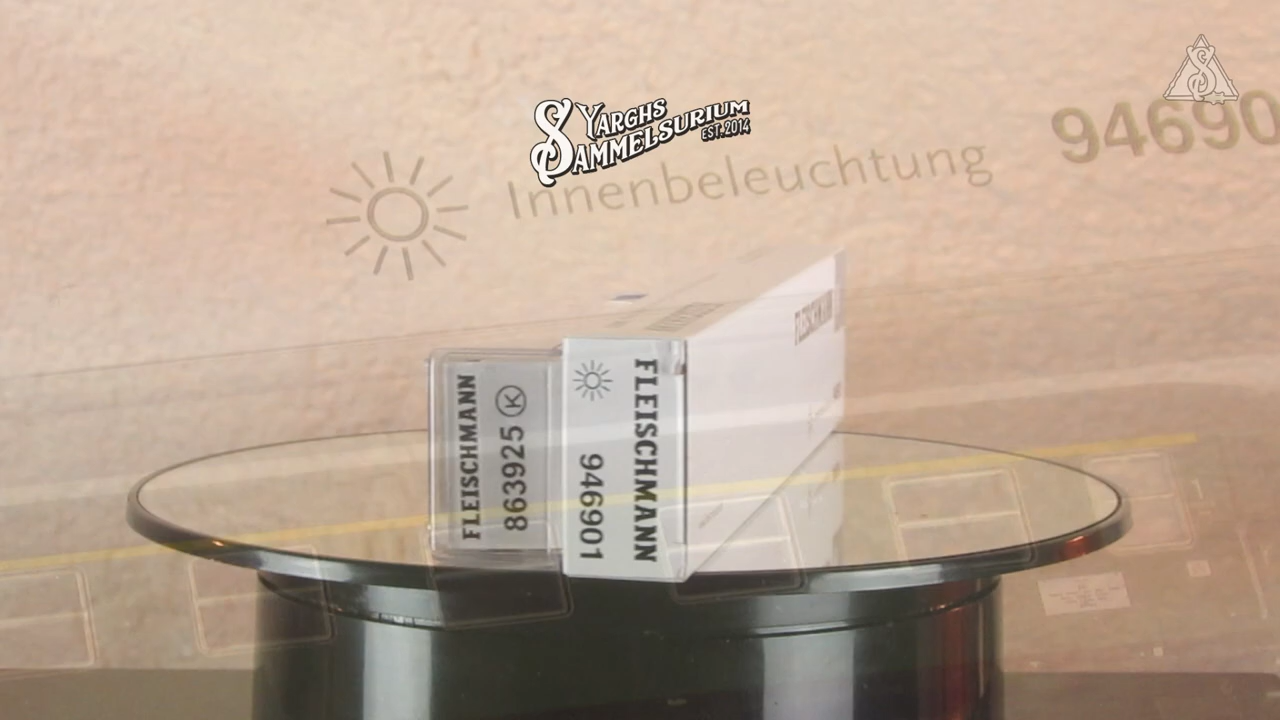 YARGHS
SAMMELSURIUM
EST. 2014
Innenbeleuchtung 94690
FLEISCHMANN
FLEISCHMANN
863925 K
946901
FLEISCHMANN